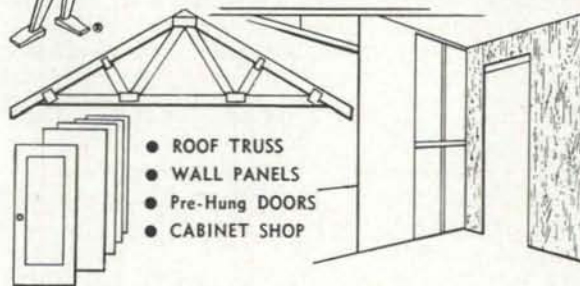 ®
● ROOF TRUSS
● WALL PANELS
● Pre-Hung DOORS
● CABINET SHOP